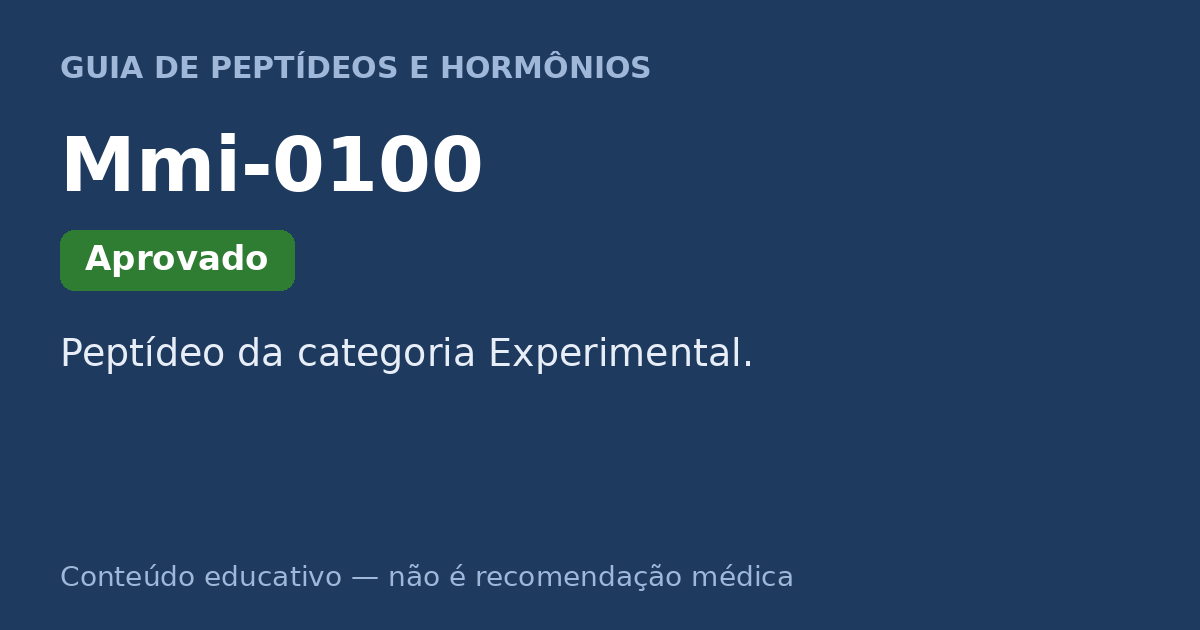 GUIA DE PEPTÍDEOS E HORMÔNIOS
Mmi-0100
Aprovado
Peptídeo da categoria Experimental.
Conteúdo educativo — não é recomendação médica